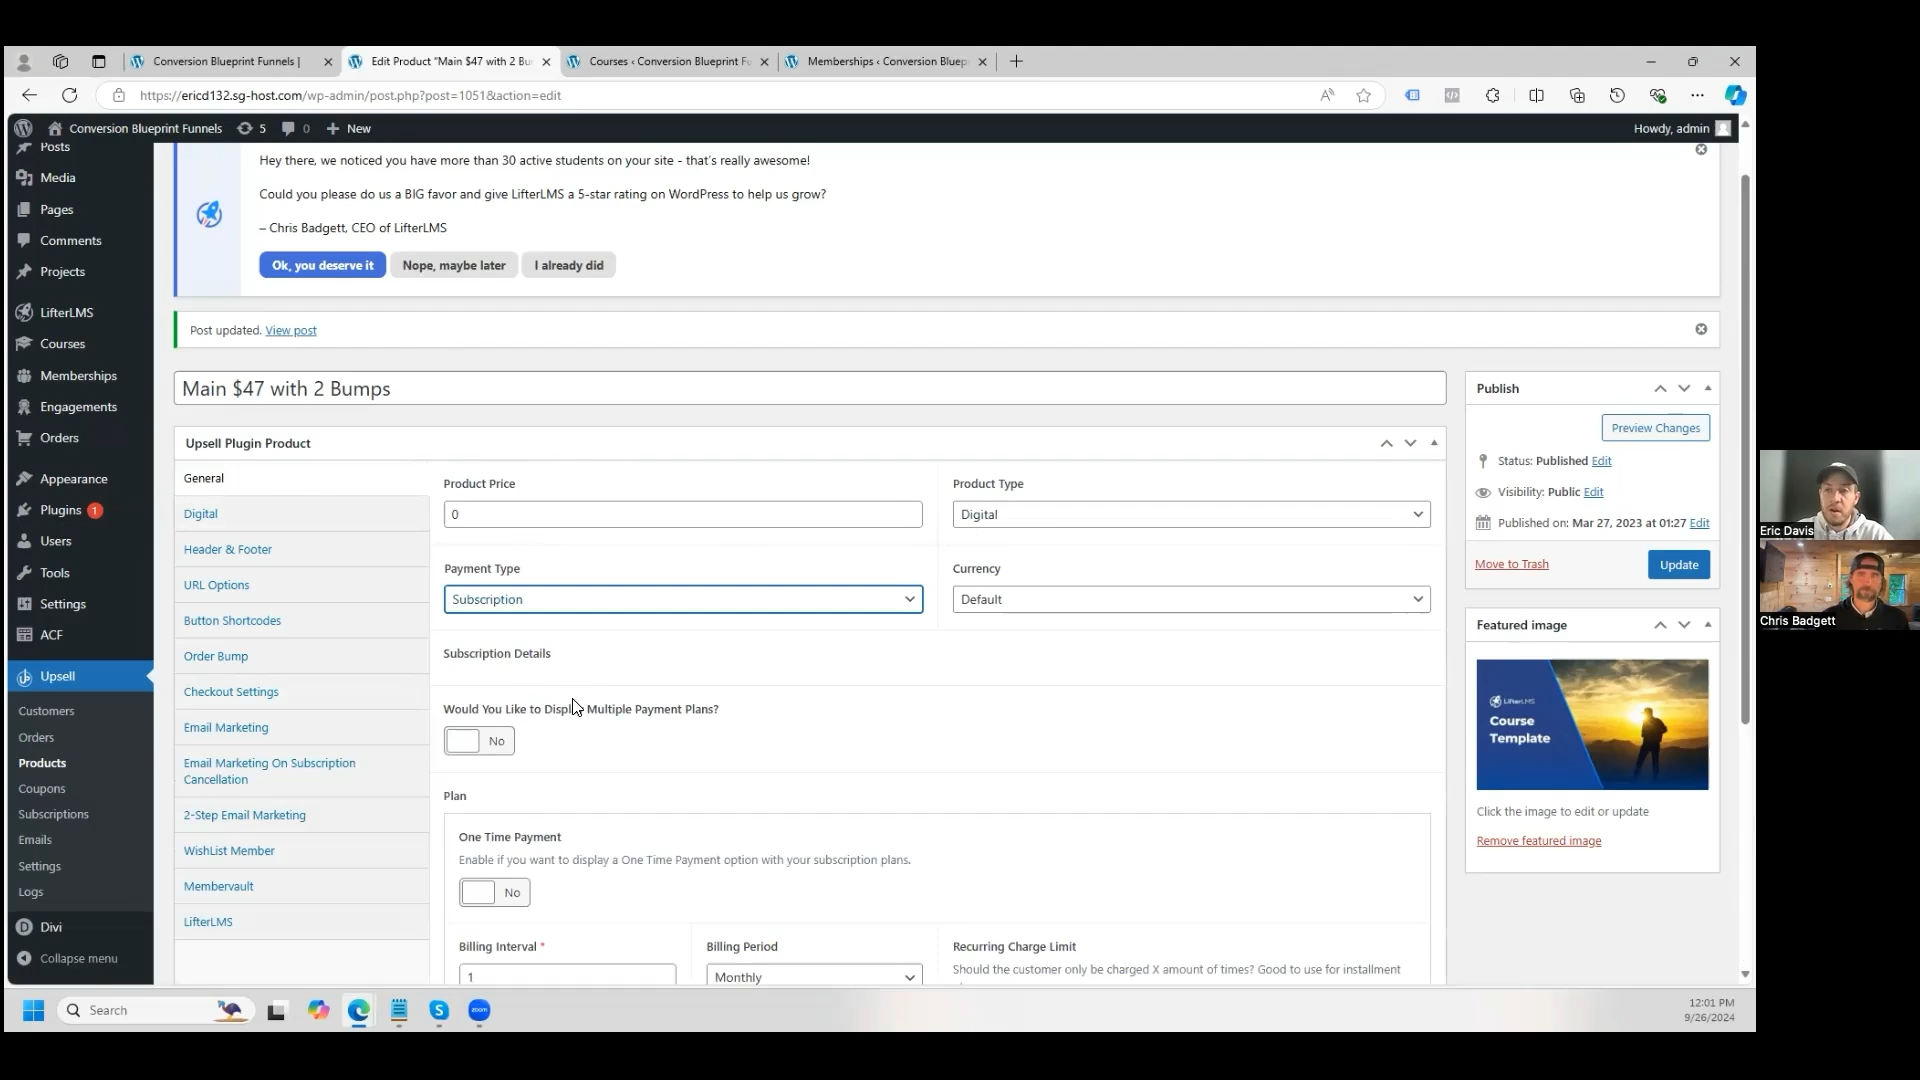 Conversion Blueprint Funnels |
Edit Product "Main $47 with 2 Bu
Courses ‹ Conversion Blueprint Fu
Memberships ‹ Conversion Bluep
https://ericd132.sg-host.com/wp-admin/post.php?post=1051&action=edit
Conversion Blueprint Funnels
5
0
New
Howdy, admin
Posts
Media
Pages
Comments
Projects
LifterLMS
Courses
Memberships
Engagements
Orders
Appearance
Plugins 1
Users
Tools
Settings
ACF
Upsell
Customers
Orders
Products
Coupons
Subscriptions
Emails
Settings
Logs
Divi
Collapse menu
Hey there, we noticed you have more than 30 active students on your site - that's really awesome!
Could you please do us a BIG favor and give LifterLMS a 5-star rating on WordPress to help us grow?
– Chris Badgett, CEO of LifterLMS
Ok, you deserve it
Nope, maybe later
I already did
Post updated. View post
Main $47 with 2 Bumps
Upsell Plugin Product
General
Digital
Header & Footer
URL Options
Button Shortcodes
Order Bump
Checkout Settings
Email Marketing
Email Marketing On Subscription
Cancellation
2-Step Email Marketing
WishList Member
Membervault
LifterLMS
Product Price
0
Product Type
Digital
Payment Type
Subscription
Currency
Default
Subscription Details
Would You Like to Display Multiple Payment Plans?
No
Plan
One Time Payment
Enable if you want to display a One Time Payment option with your subscription plans.
No
Billing Interval *
1
Billing Period
Monthly
Recurring Charge Limit
Should the customer only be charged X amount of times? Good to use for installment
Publish
Preview Changes
Status: Published Edit
Visibility: Public Edit
Published on: Mar 27, 2023 at 01:27 Edit
Move to Trash
Update
Featured image
LifterLMS
Course
Template
Click the image to edit or update
Remove featured image
Eric Davis
Chris Badgett
Search
zoom
12:01 PM
9/26/2024